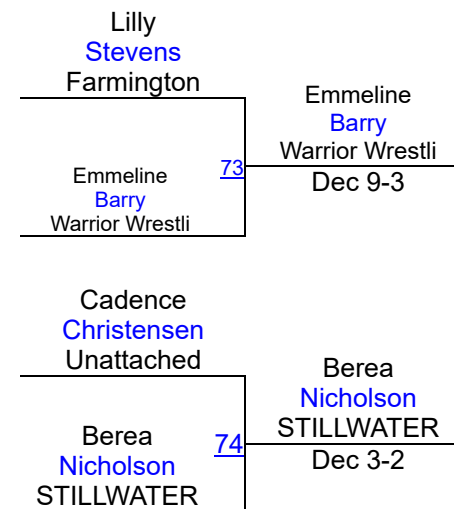 Lilly
Stevens
Farmington
Emmeline
Barry
Warrior Wrestli
73
Emmeline
Barry
Warrior Wrestli
Dec 9-3
Cadence
Christensen
Unattached
Berea
Nicholson
STILLWATER
74
Berea
Nicholson
STILLWATER
Dec 3-2